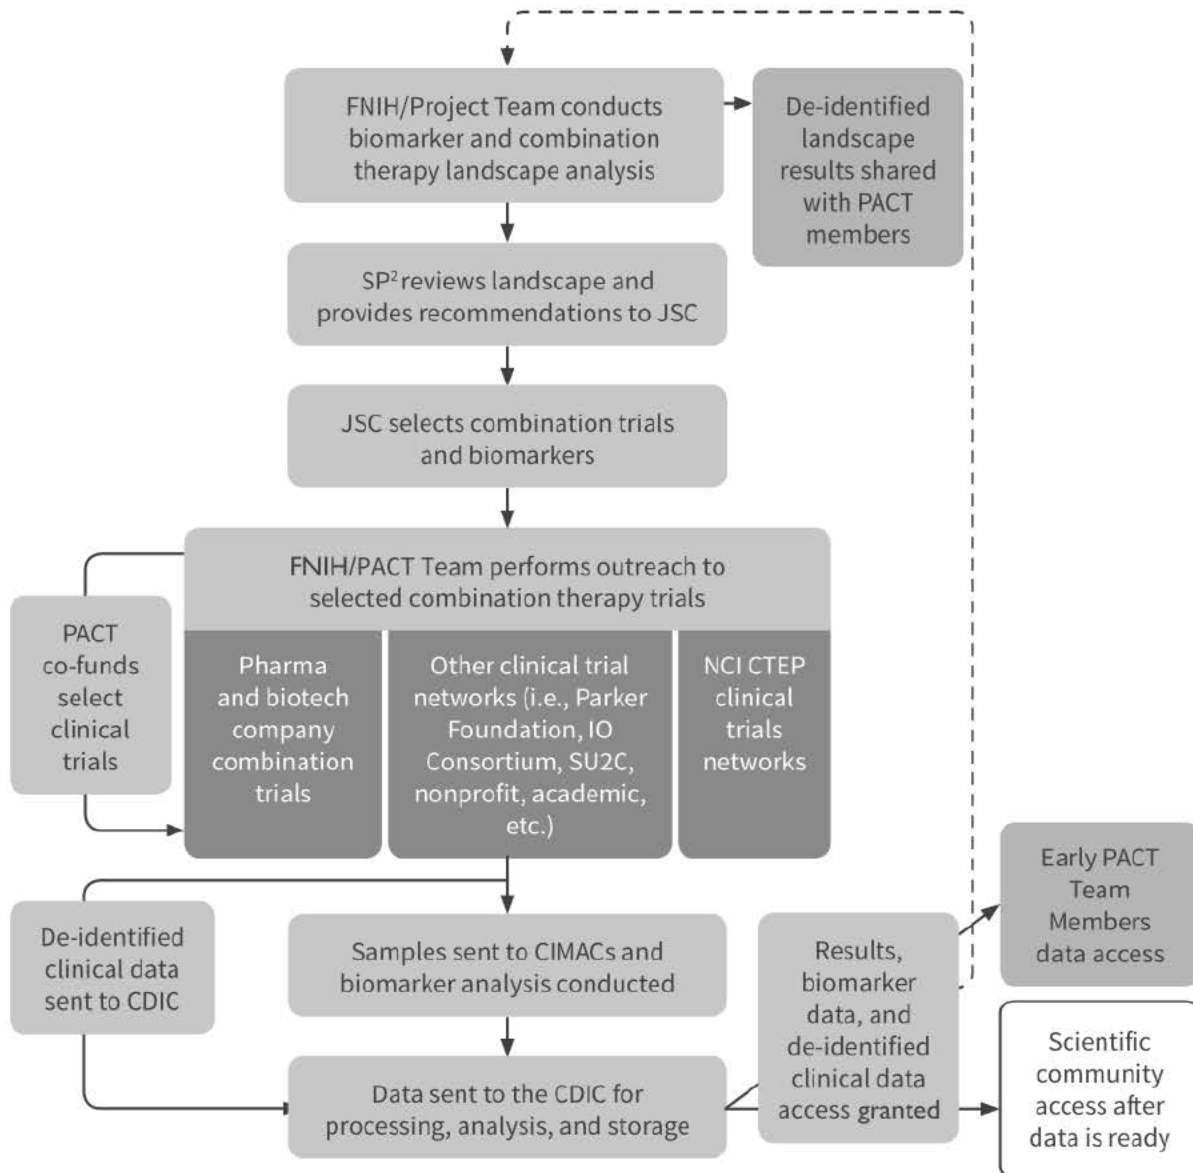 FNIH/Project Team conducts
biomarker and combination
therapy landscape analysis
De-identified
landscape
results shared
with PACT
members
SP² reviews landscape and
provides recommendations to JSC
JSC selects combination trials
and biomarkers
FNIH/PACT Team performs outreach to
selected combination therapy trials
PACT
co-funds
select
clinical
trials
Pharma
and biotech
company
combination
trials
Other clinical trial
networks (i.e., Parker
Foundation, IO
Consortium, SU2C,
nonprofit, academic,
etc.)
NCI CTEP
clinical
trials
networks
De-identified
clinical data
sent to CDIC
Samples sent to CIMACs and
biomarker analysis conducted
Data sent to the CDIC for
processing, analysis, and storage
Results,
biomarker
data, and
de-identified
clinical data
access granted
Early PACT
Team
Members
data access
Scientific
community
access after
data is ready